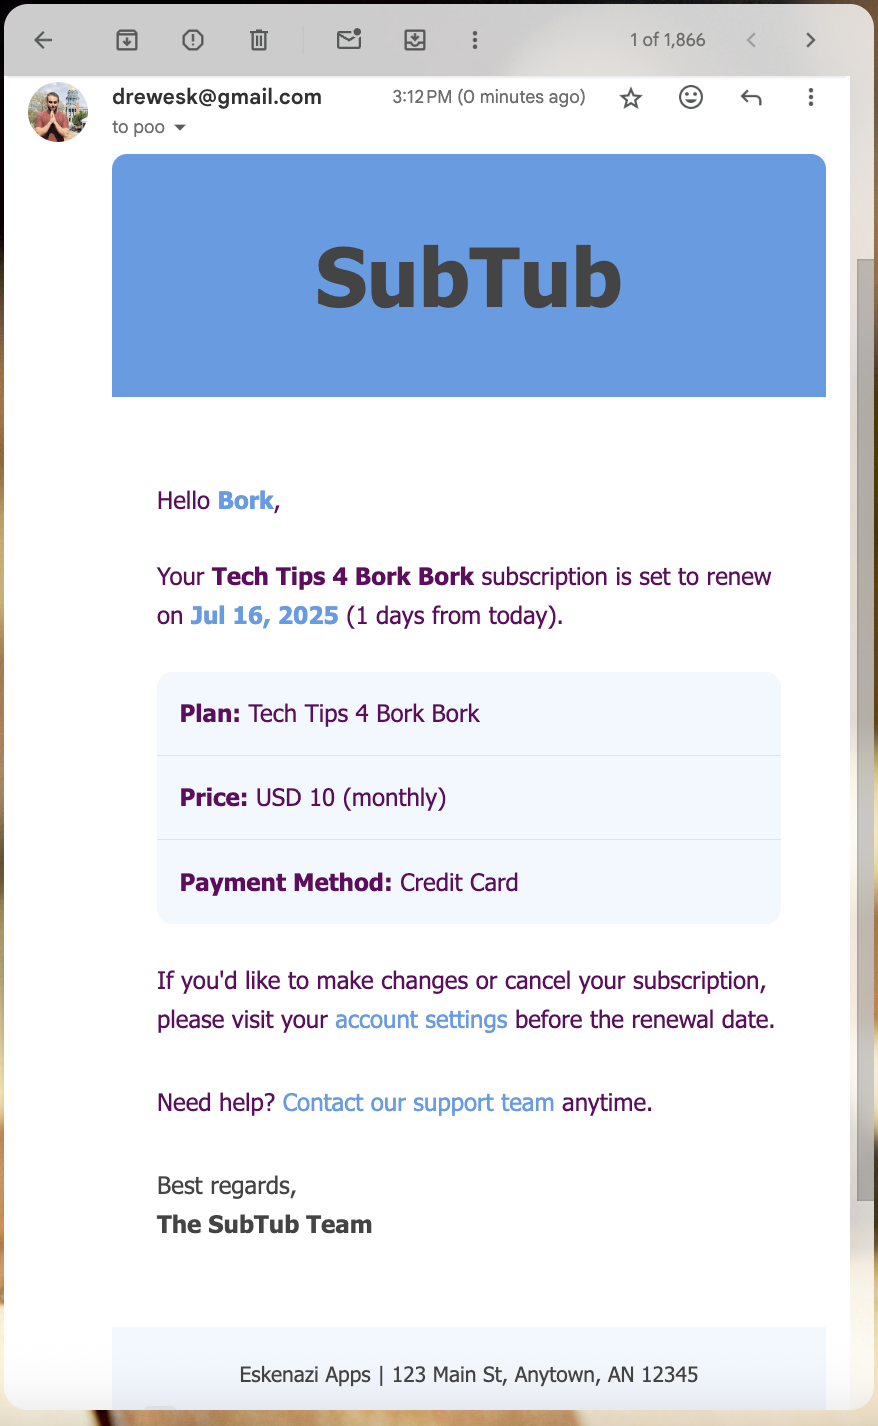 1 of 1,866
drewesk@gmail.com 3:12 PM (0 minutes ago)
to poo
SubTub
Hello Bork,
Your Tech Tips 4 Bork Bork subscription is set to renew
on Jul 16, 2025 (1 days from today).
Plan: Tech Tips 4 Bork Bork
Price: USD 10 (monthly)
Payment Method: Credit Card
If you'd like to make changes or cancel your subscription,
please visit your account settings before the renewal date.
Need help? Contact our support team anytime.
Best regards,
The SubTub Team
Eskenazi Apps | 123 Main St, Anytown, AN 12345